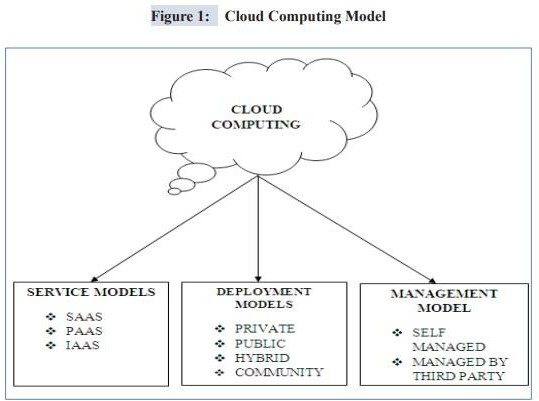 Figure 1: Cloud Computing Model
CLOUD
COMPUTING
SERVICE MODELS
❖ SAAS
❖ PAAS
❖ IAAS
DEPLOYMENT
MODELS
❖ PRIVATE
❖ PUBLIC
❖ HYBRID
❖ COMMUNITY
MANAGEMENT
MODEL
❖ SELF
MANAGED
❖ MANAGED BY
THIRD PARTY